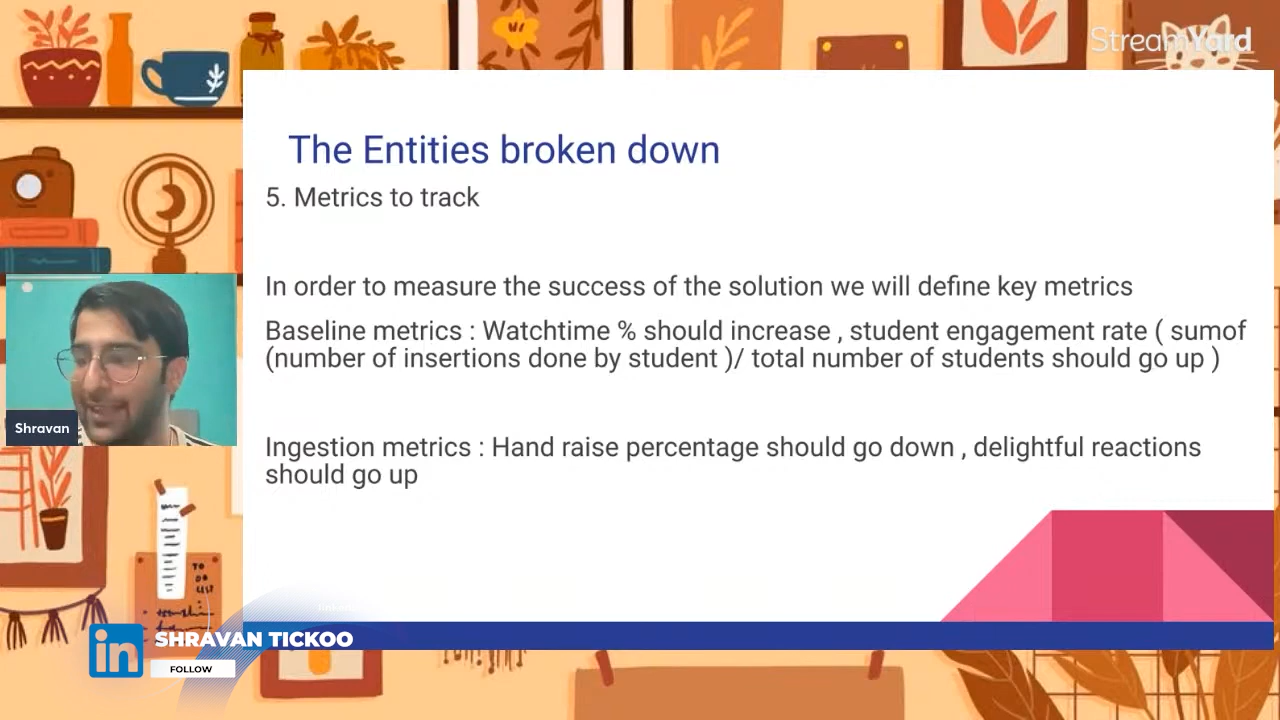 StreamYard
The Entities broken down
5. Metrics to track
In order to measure the success of the solution we will define key metrics
Baseline metrics : Watchtime % should increase , student engagement rate ( sumof
(number of insertions done by student )/ total number of students should go up )
Ingestion metrics : Hand raise percentage should go down , delightful reactions
should go up
Shravan
TO
DO
LIST
in
SHRAVAN TICKOO
FOLLOW